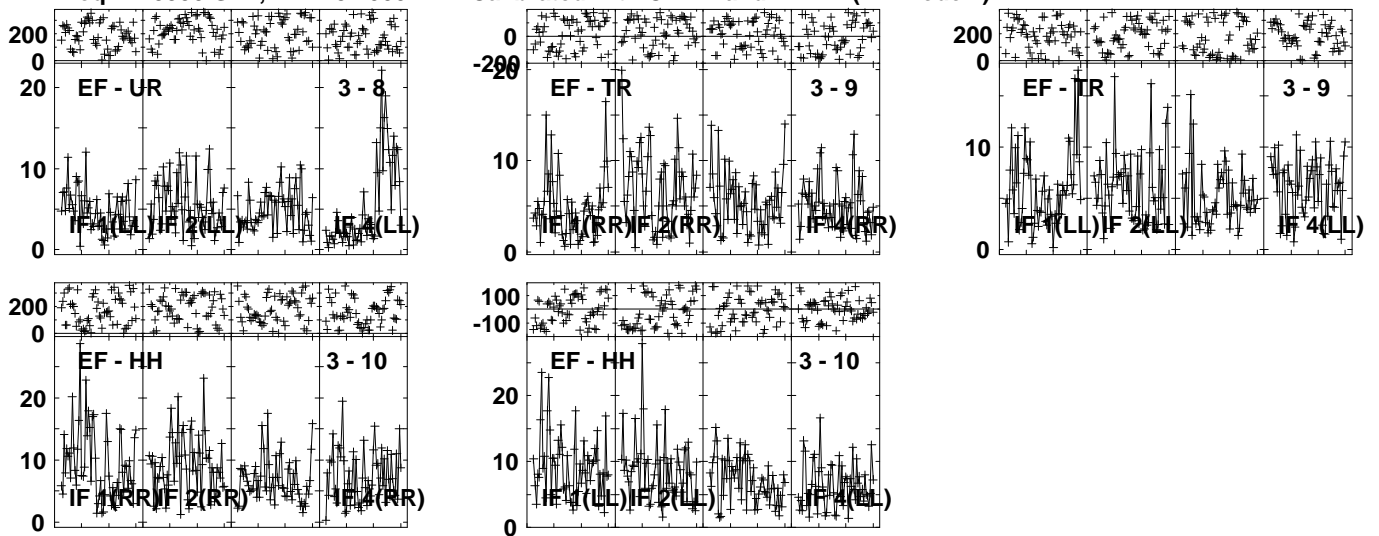 200
0
20
EF - UR
3 - 8
10
IF 1(LL)
IF 2(LL)
IF 4(LL)
0
0
-200
20
EF - TR
3 - 9
10
IF 1(RR)
IF 2(RR)
IF 4(RR)
0
200
0
EF - TR
3 - 9
10
IF 1(LL)
IF 2(LL)
IF 4(LL)
0
200
0
EF - HH
3 - 10
20
10
IF 1(RR)
IF 2(RR)
IF 4(RR)
0
100
-100
EF - HH
3 - 10
20
10
IF 1(LL)
IF 2(LL)
IF 4(LL)
0